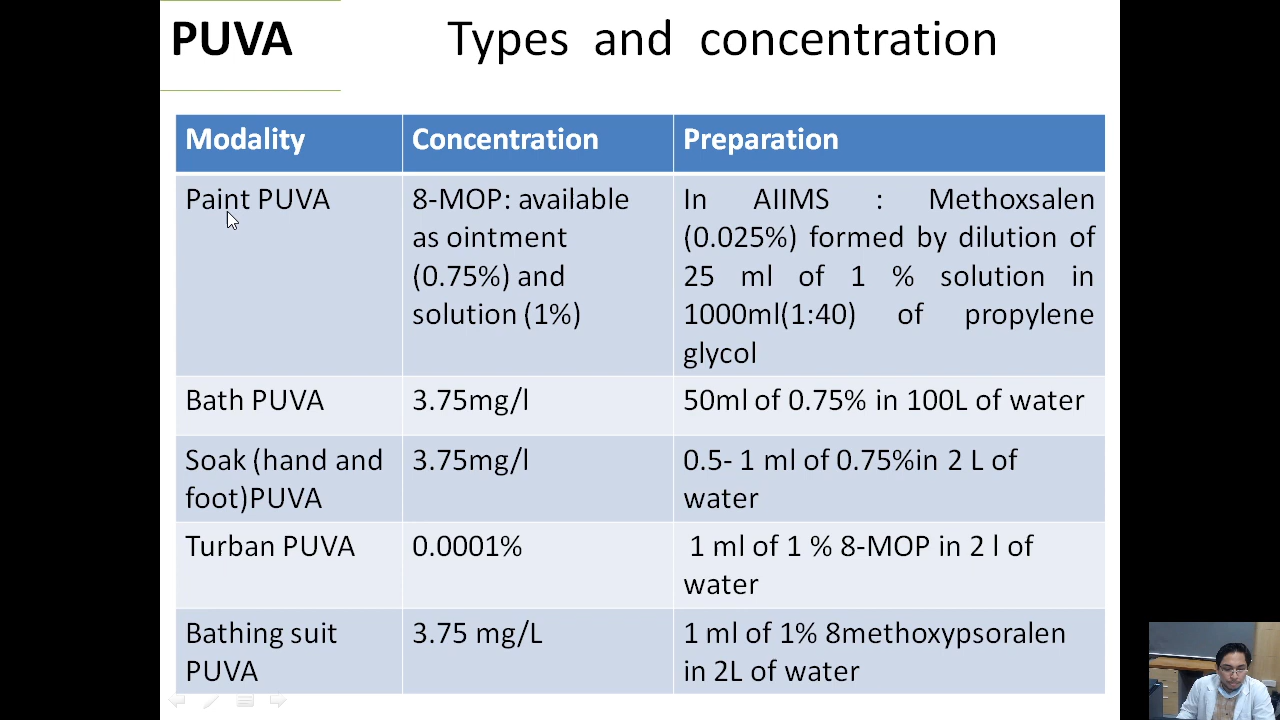 PUVA Types and concentration
Modality Concentration Preparation
Paint PUVA
8-MOP: available
as ointment
(0.75%) and
solution (1%)
In AIIMS : Methoxsalen
(0.025%) formed by dilution of
25 ml of 1 % solution in
1000ml(1:40) of propylene
glycol
Bath PUVA
3.75mg/l
50ml of 0.75% in 100L of water
Soak (hand and
foot)PUVA
3.75mg/l
0.5- 1 ml of 0.75%in 2 L of
water
Turban PUVA
0.0001%
1 ml of 1 % 8-MOP in 2 l of
water
Bathing suit
PUVA
3.75 mg/L
1 ml of 1% 8methoxypsoralen
in 2L of water